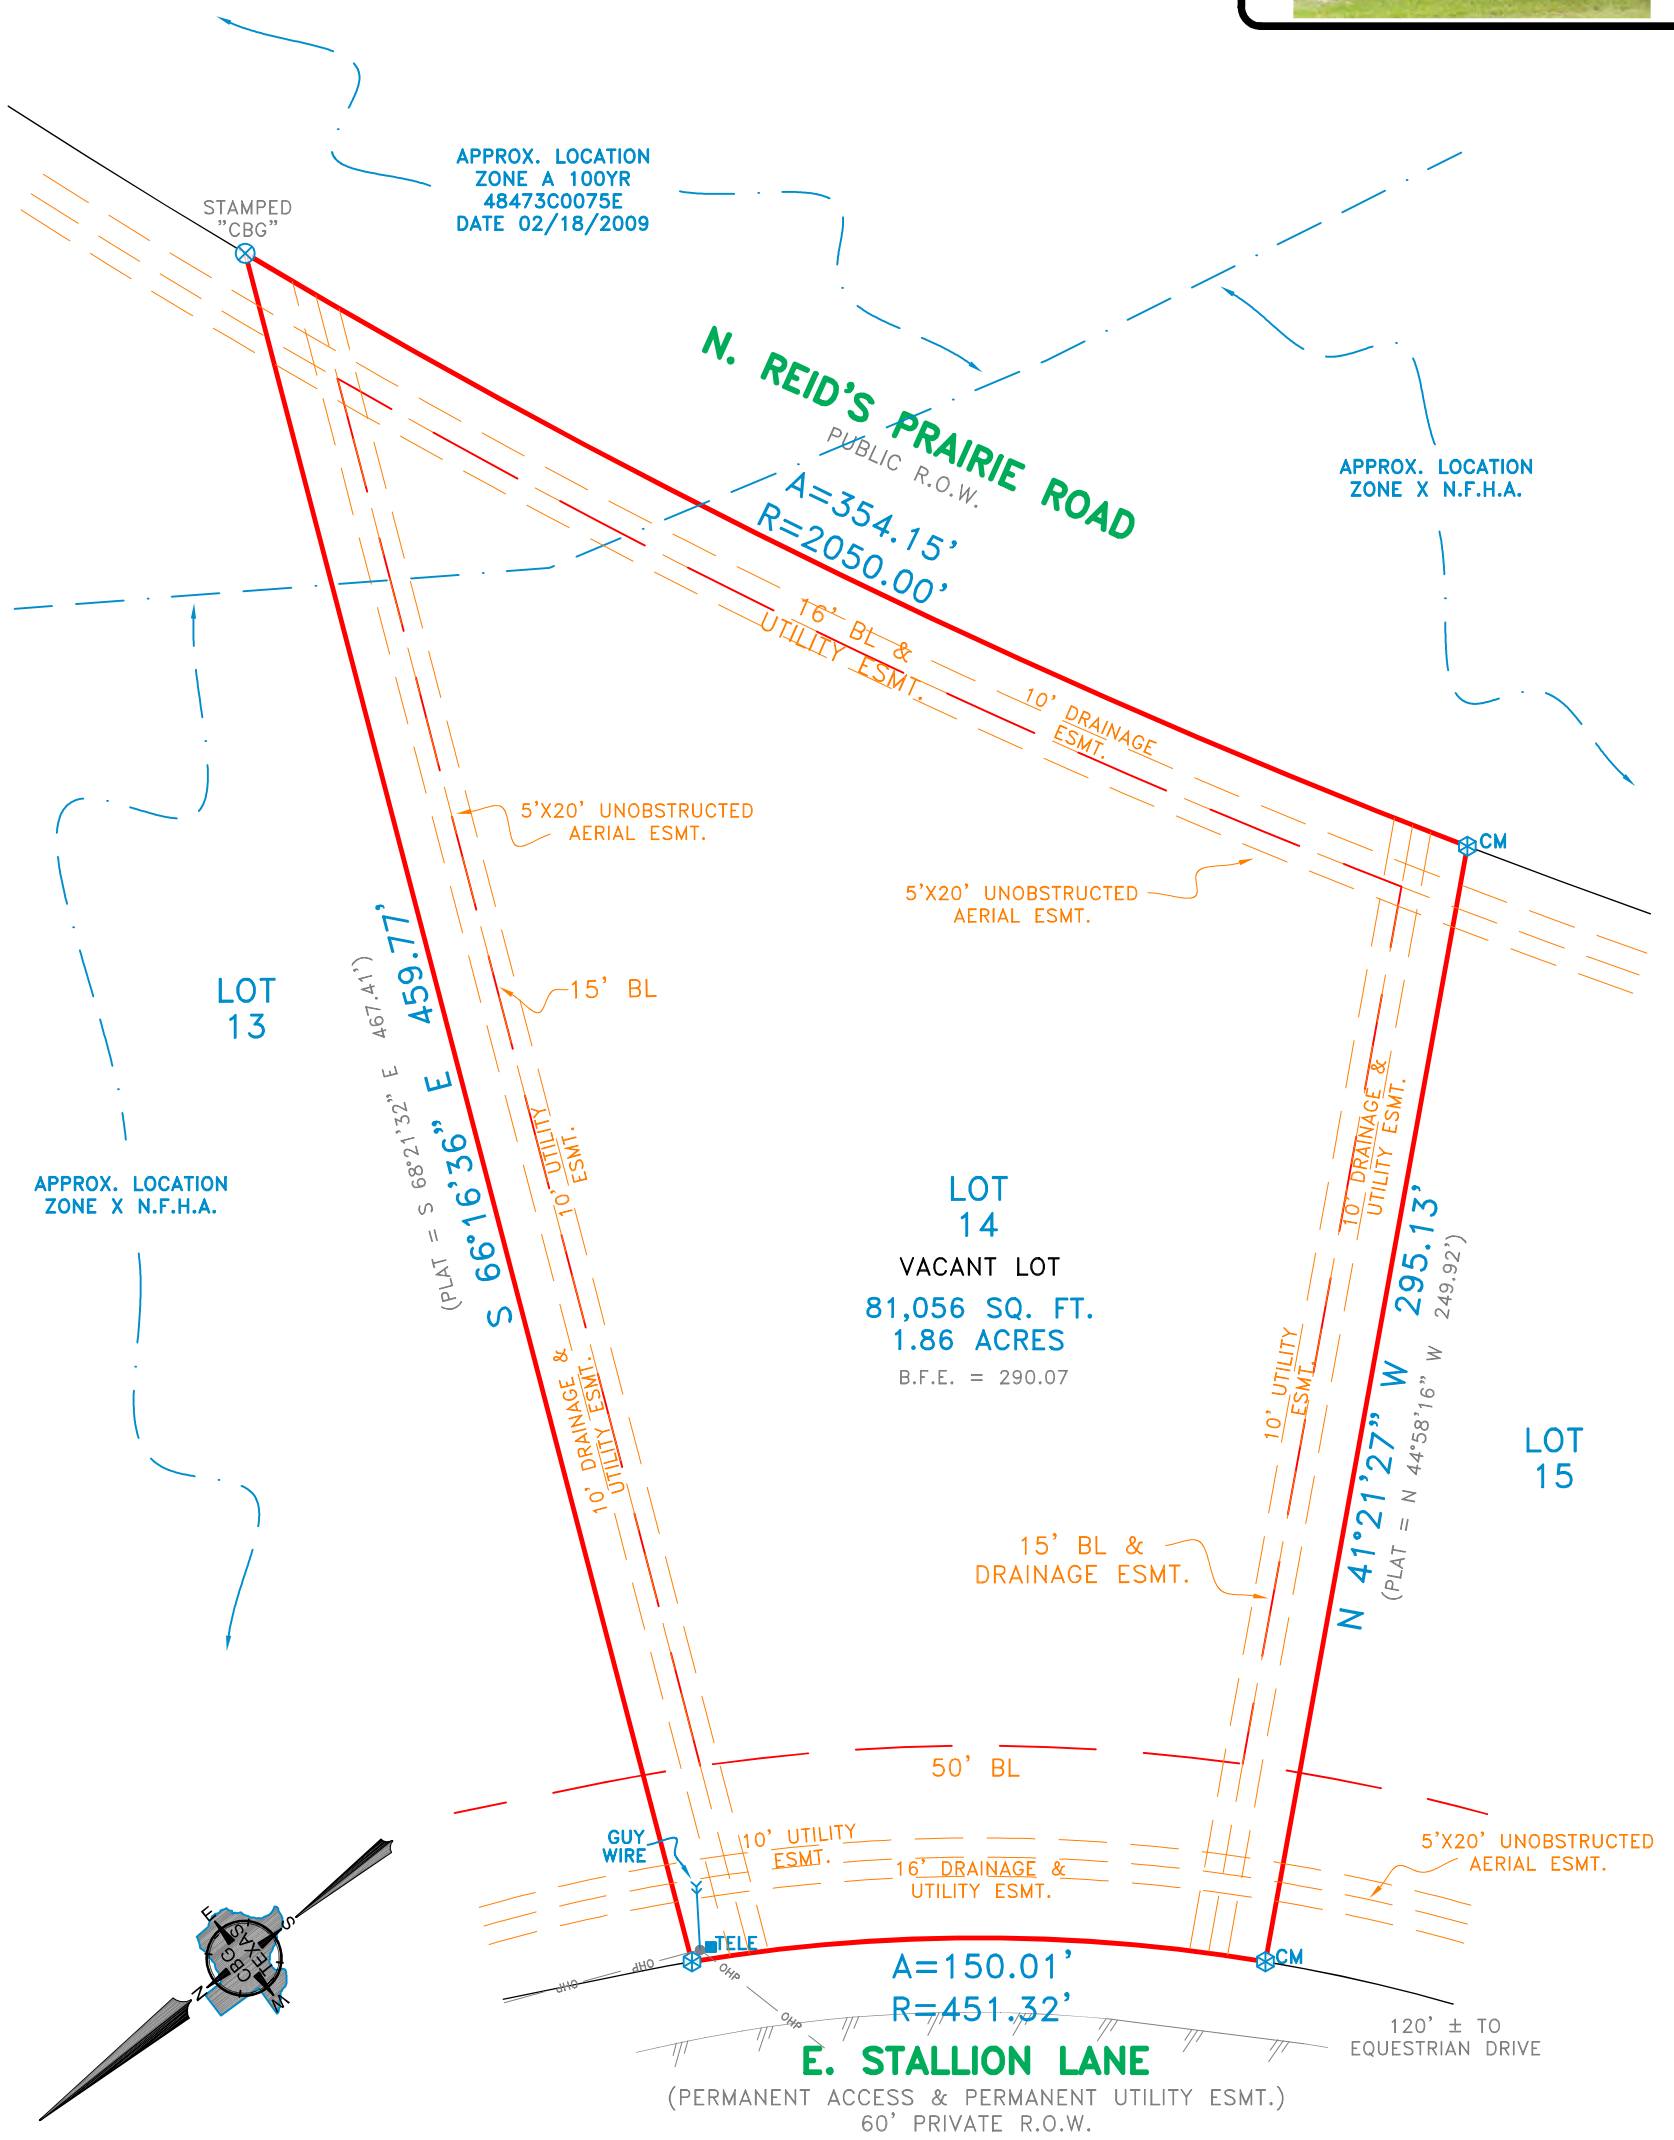 APPROX. LOCATION
ZONE A 100YR
48473C0075E
DATE 02/18/2009
STAMPED
"CBG"
N. REID'S PRAIRIE ROAD
PUBLIC R.O.W.
A=354.15'
R=2050.00'
APPROX. LOCATION
ZONE X N.F.H.A.
16' BL &
UTILITY ESMT.
10' DRAINAGE
ESMT.
5'X20' UNOBSTRUCTED
AERIAL ESMT.
CM
5'X20' UNOBSTRUCTED
AERIAL ESMT.
LOT
13
15' BL
S 66°16'36" E 459.77'
(PLAT = S 68°21'32" E 467.41')
10' UTILITY
ESMT.
10' DRAINAGE &
UTILITY ESMT.
APPROX. LOCATION
ZONE X N.F.H.A.
LOT
14
VACANT LOT
81,056 SQ. FT.
1.86 ACRES
B.F.E. = 290.07
10' DRAINAGE &
UTILITY ESMT.
10' UTILITY
ESMT.
N 41°21'27" W 295.13'
(PLAT = N 44°58'16" W 249.92')
LOT
15
15' BL &
DRAINAGE ESMT.
50' BL
GUY
WIRE
10' UTILITY
ESMT.
16' DRAINAGE &
UTILITY ESMT.
5'X20' UNOBSTRUCTED
AERIAL ESMT.
TELE
CM
OHP
OHP
OHP
OHP
A=150.01'
R=451.32'
E. STALLION LANE
(PERMANENT ACCESS & PERMANENT UTILITY ESMT.)
60' PRIVATE R.O.W.
120' ± TO
EQUESTRIAN DRIVE
E
S
CBG
TEXAS
N
W